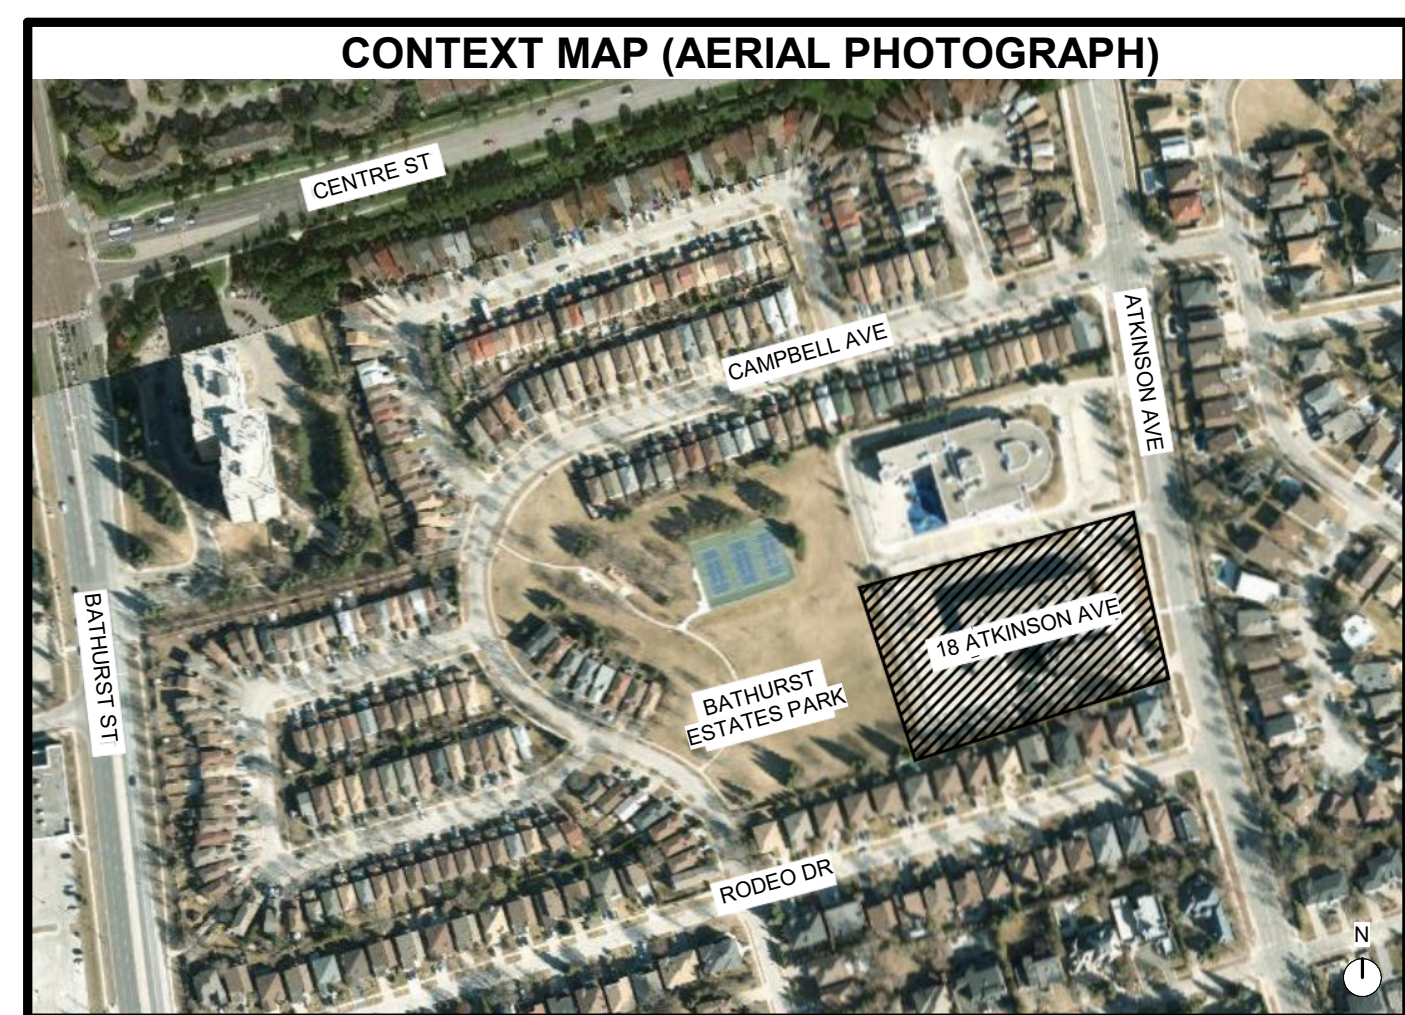 CONTEXT MAP (AERIAL PHOTOGRAPH)
CENTRE ST
CAMPBELL AVE
ATKINSON AVE
BATHURST ST
18 ATKINSON AVE
BATHURST
ESTATES PARK
RODEO DR
N